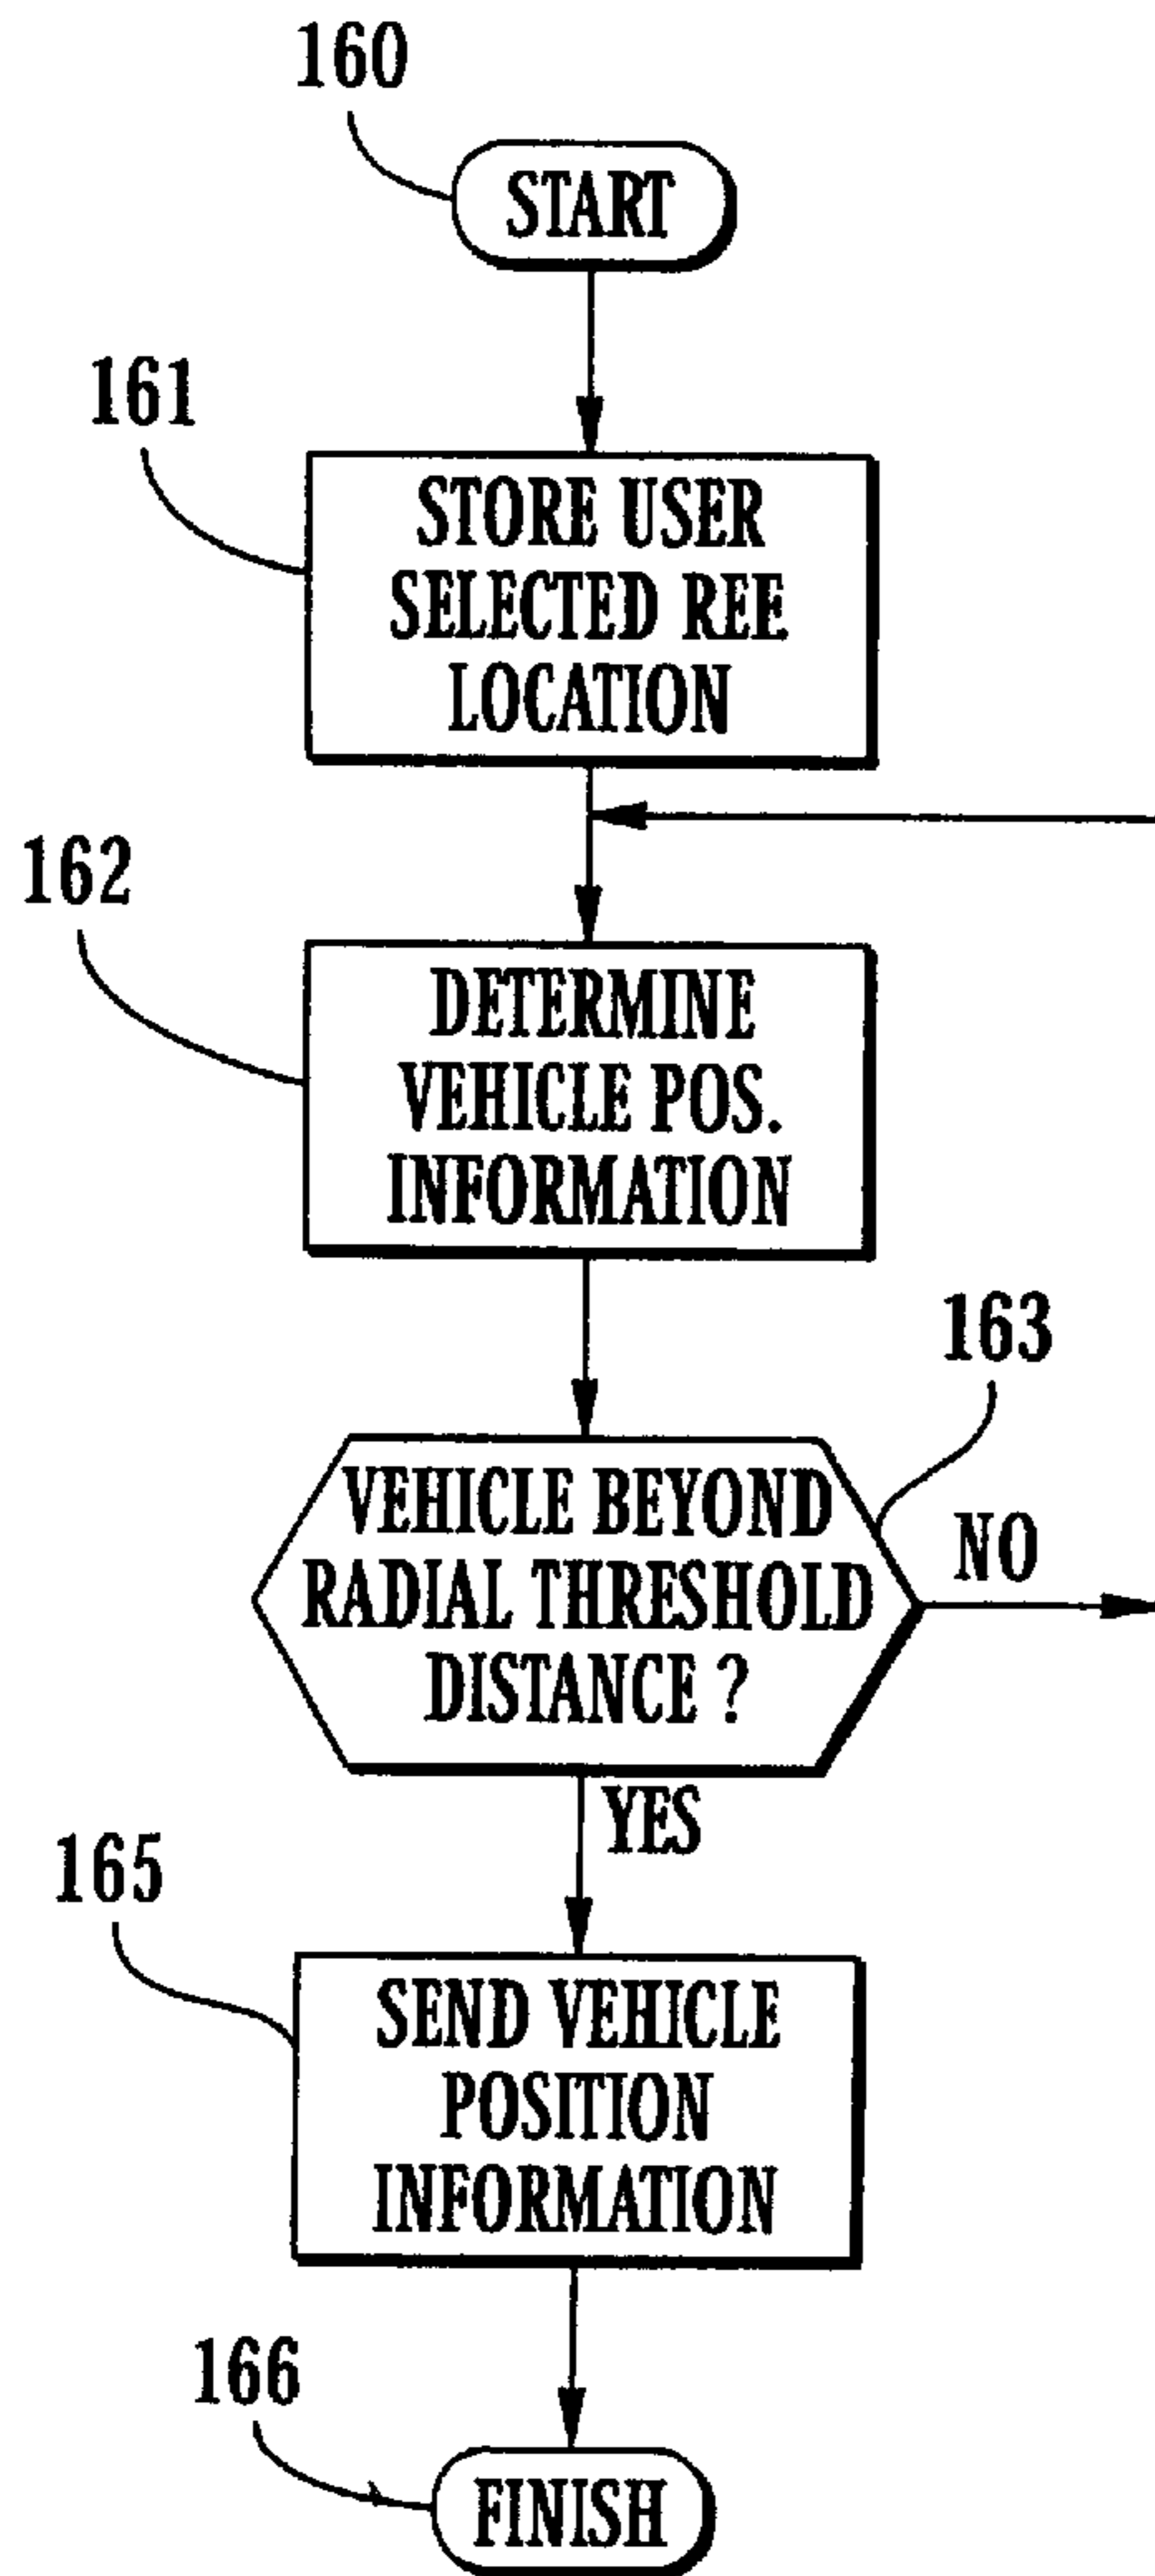 160
START
161
STORE USER
SELECTED REE
LOCATION
162
DETERMINE
VEHICLE POS.
INFORMATION
163
VEHICLE BEYOND
RADIAL THRESHOLD
DISTANCE ?
NO
YES
165
SEND VEHICLE
POSITION
INFORMATION
166
FINISH